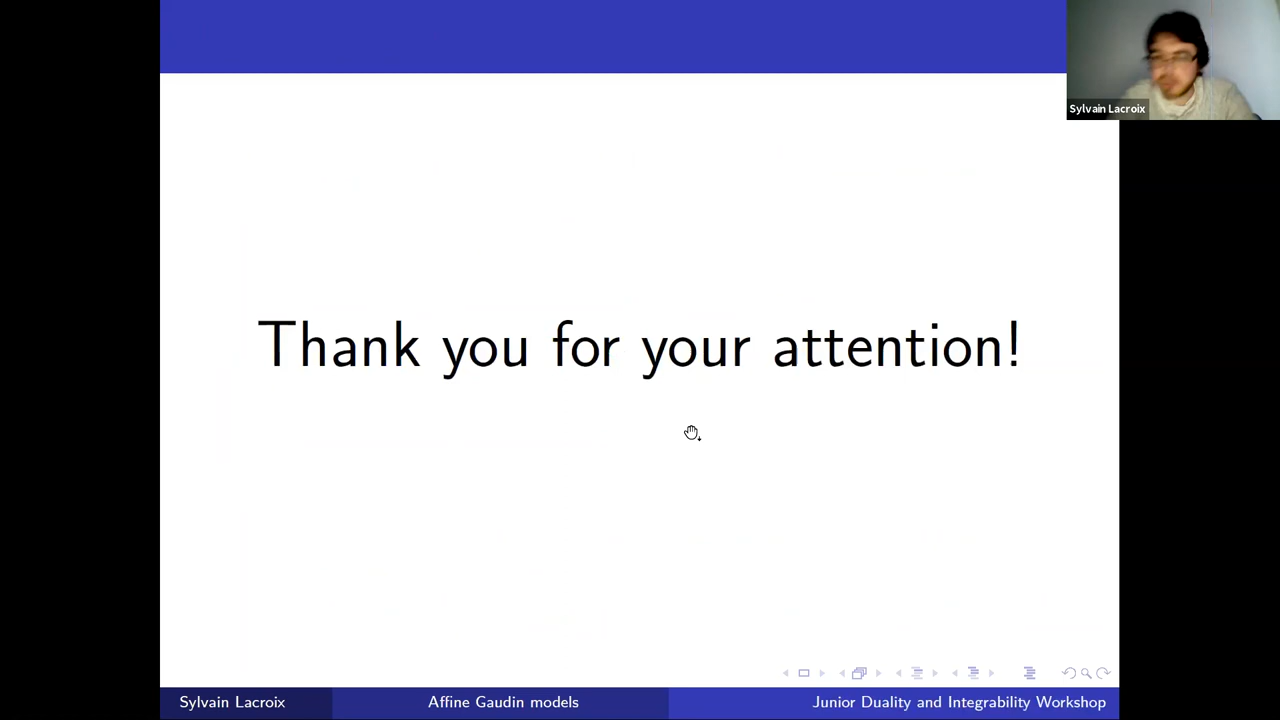 Sylvain Lacroix
Thank you for your attention!
Sylvain Lacroix
Affine Gaudin models
Junior Duality and Integrability Workshop